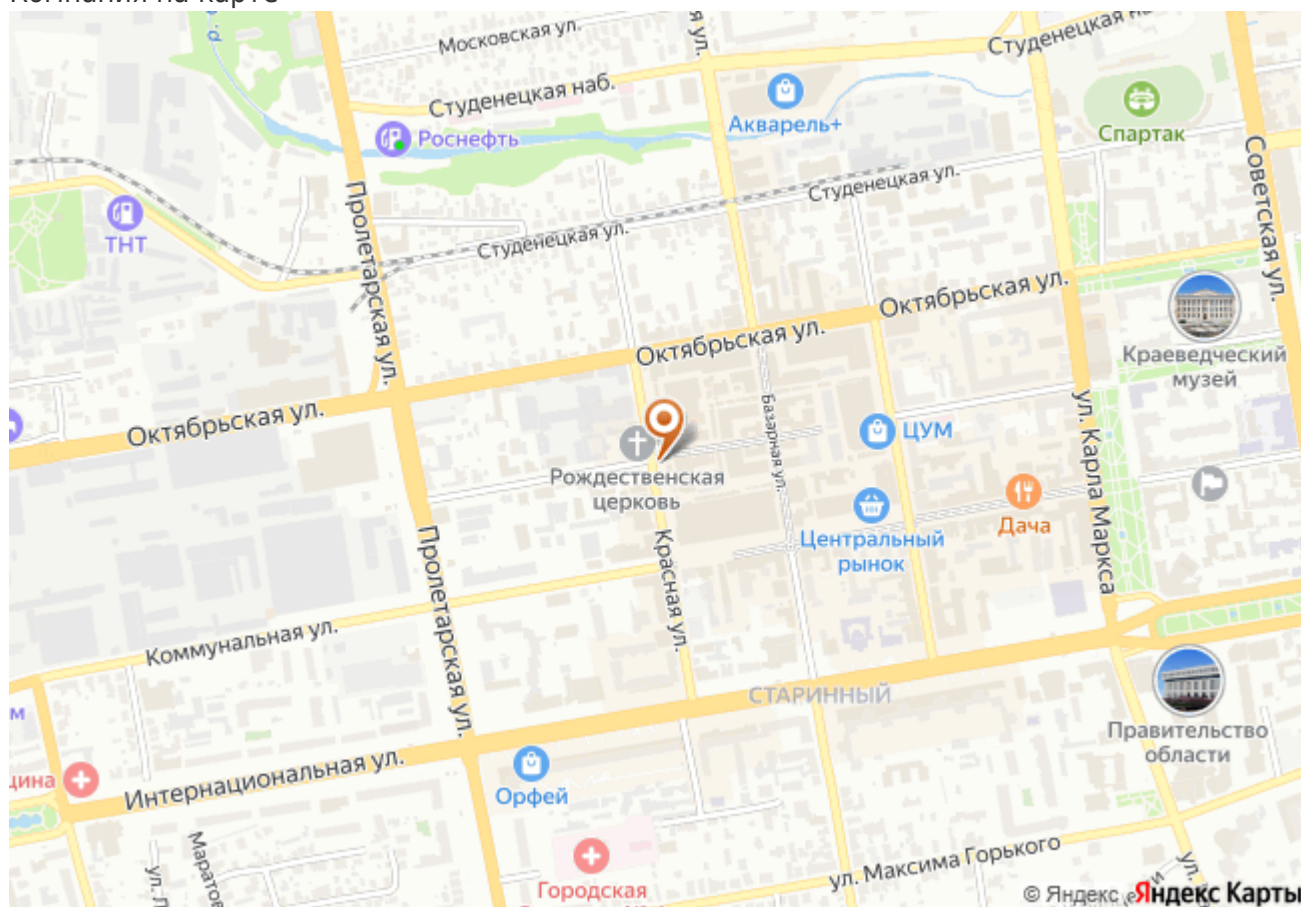 Компания на карте
Московская ул.
Студенецкая наб.
Студенецкая
Акварель+
Спартак
Роснефть
Студенецкая ул.
Советская ул.
ТНТ
Пролетарская ул.
Студенецкая ул.
Октябрьская ул.
Краеведческий
музей
Октябрьская ул.
Октябрьская ул.
Базарная ул.
ЦУМ
ул. Карла Маркса
Рождественская
церковь
Дача
Центральный
рынок
Пролетарская ул.
Красная ул.
Коммунальная ул.
СТАРИННЫЙ
Правительство
области
Интернациональная ул.
Орфей
ул. Максима Горького
Городская
© Яндекс
Яндекс Карты